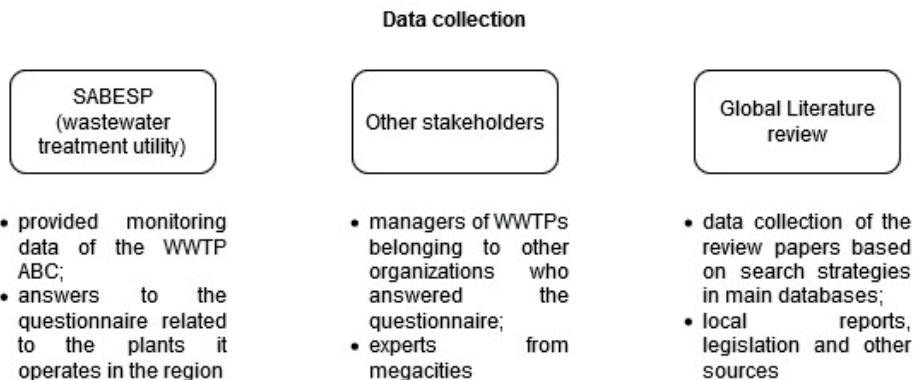 Data collection
SABESP
(wastewater
treatment utility)
Other stakeholders
Global Literature
review
• provided monitoring
data of the WWTP
ABC;
• answers to the
questionnaire related
to the plants it
operates in the region
• managers of WWTPs
belonging to other
organizations who
answered the
questionnaire;
• experts from
megacities
• data collection of the
review papers based
on search strategies
in main databases;
• local reports,
legislation and other
sources